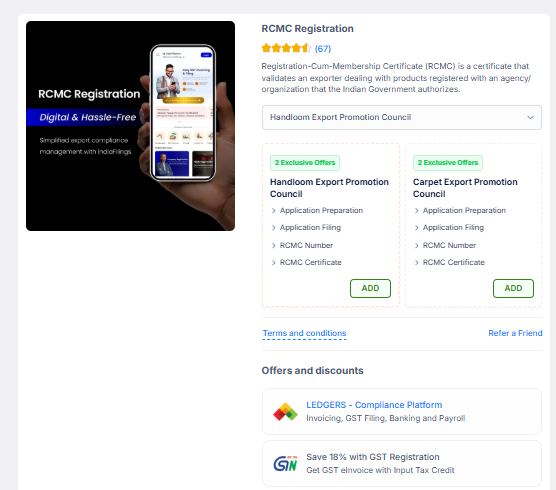 RCMC Registration
Digital & Hassle-Free
Simplified export compliance
management with IndiaFilings
RCMC Registration
(67)
Registration-Cum-Membership Certificate (RCMC) is a certificate that
validates an exporter dealing with products registered with an agency/
organization that the Indian Government authorizes.
Handloom Export Promotion Council
2 Exclusive Offers
Handloom Export Promotion
Council
Application Preparation
Application Filing
RCMC Number
RCMC Certificate
ADD
2 Exclusive Offers
Carpet Export Promotion
Council
Application Preparation
Application Filing
RCMC Number
RCMC Certificate
ADD
Terms and conditions
Refer a Friend
Offers and discounts
LEDGERS - Compliance Platform
Invoicing, GST Filing, Banking and Payroll
Save 18% with GST Registration
Get GST eInvoice with Input Tax Credit